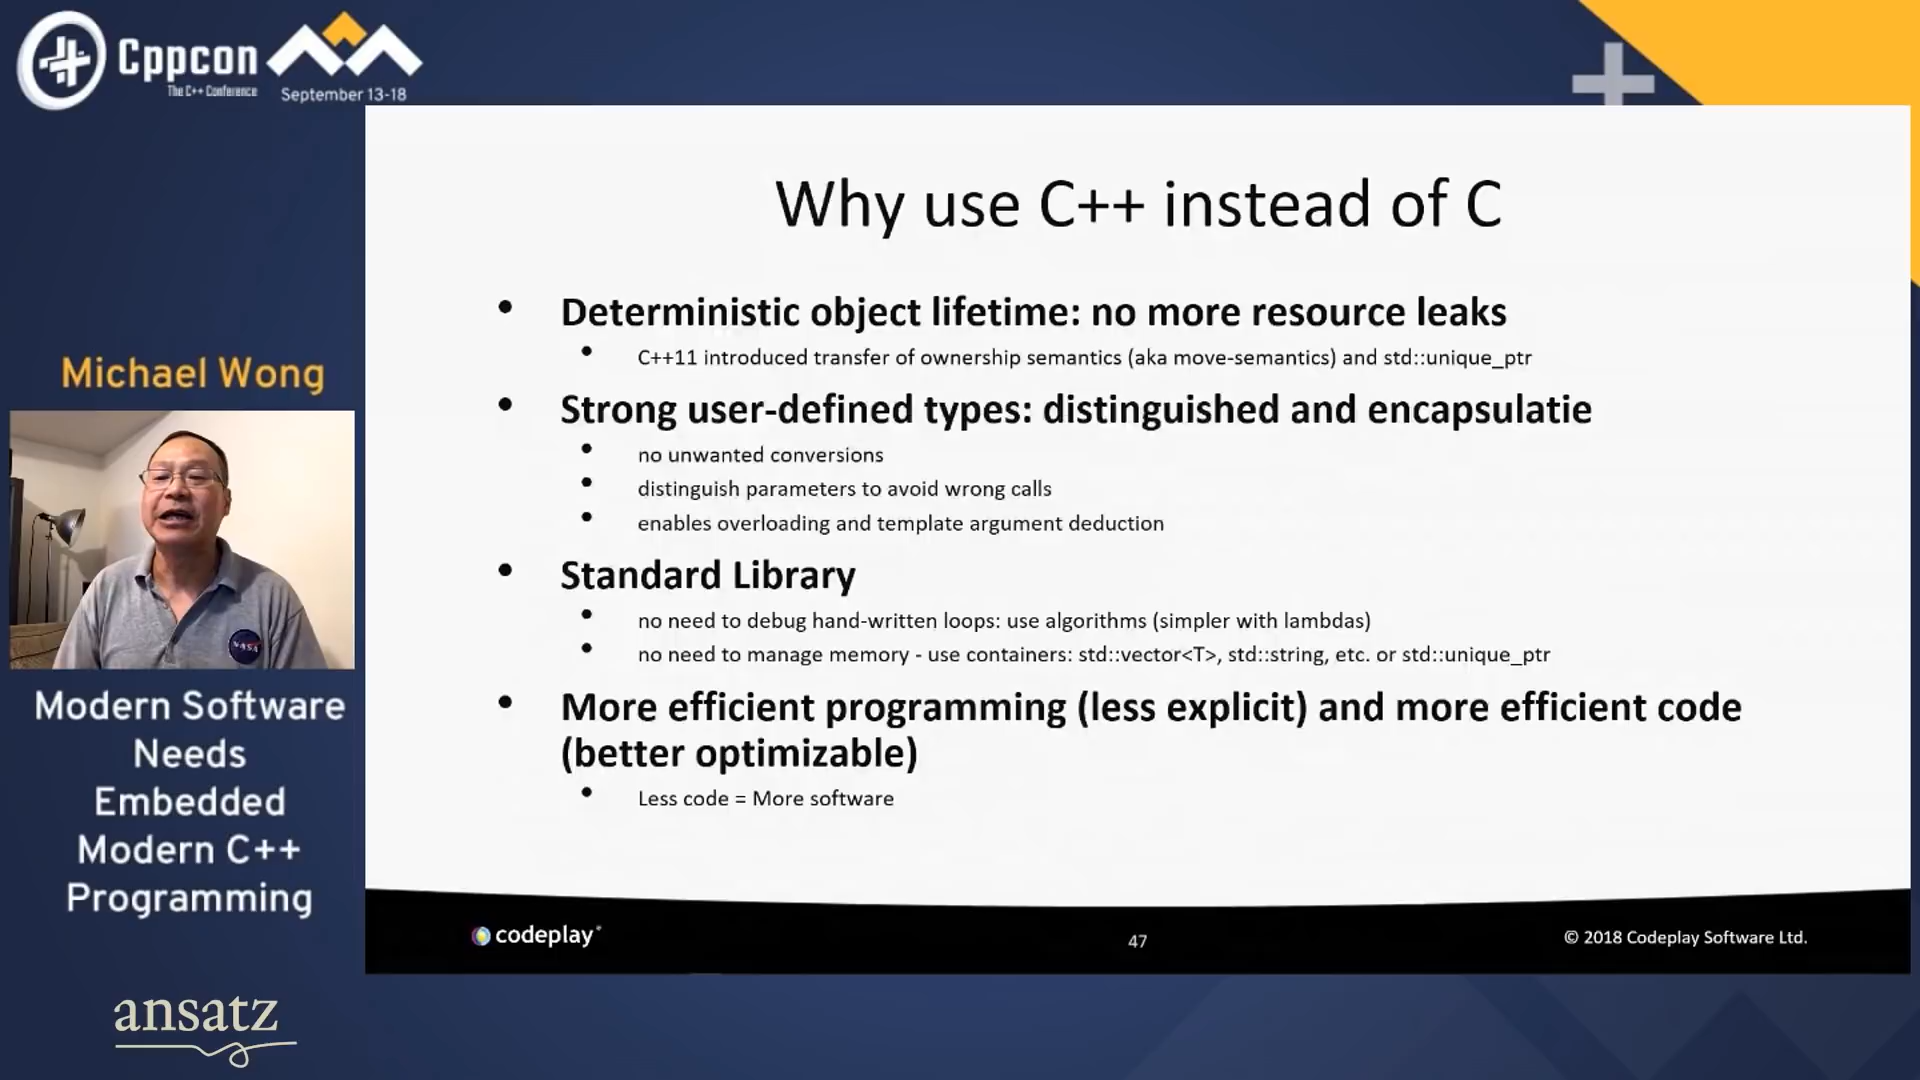 Cppcon
The C++ Conference
September 13-18
Michael Wong
NASA
Modern Software
Needs
Embedded
Modern C++
Programming
ansatz
Why use C++ instead of C
• Deterministic object lifetime: no more resource leaks
• C++11 introduced transfer of ownership semantics (aka move-semantics) and std::unique_ptr
• Strong user-defined types: distinguished and encapsulatie
• no unwanted conversions
• distinguish parameters to avoid wrong calls
• enables overloading and template argument deduction
• Standard Library
• no need to debug hand-written loops: use algorithms (simpler with lambdas)
• no need to manage memory - use containers: std::vector<T>, std::string, etc. or std::unique_ptr
• More efficient programming (less explicit) and more efficient code
(better optimizable)
• Less code = More software
codeplay
47
© 2018 Codeplay Software Ltd.